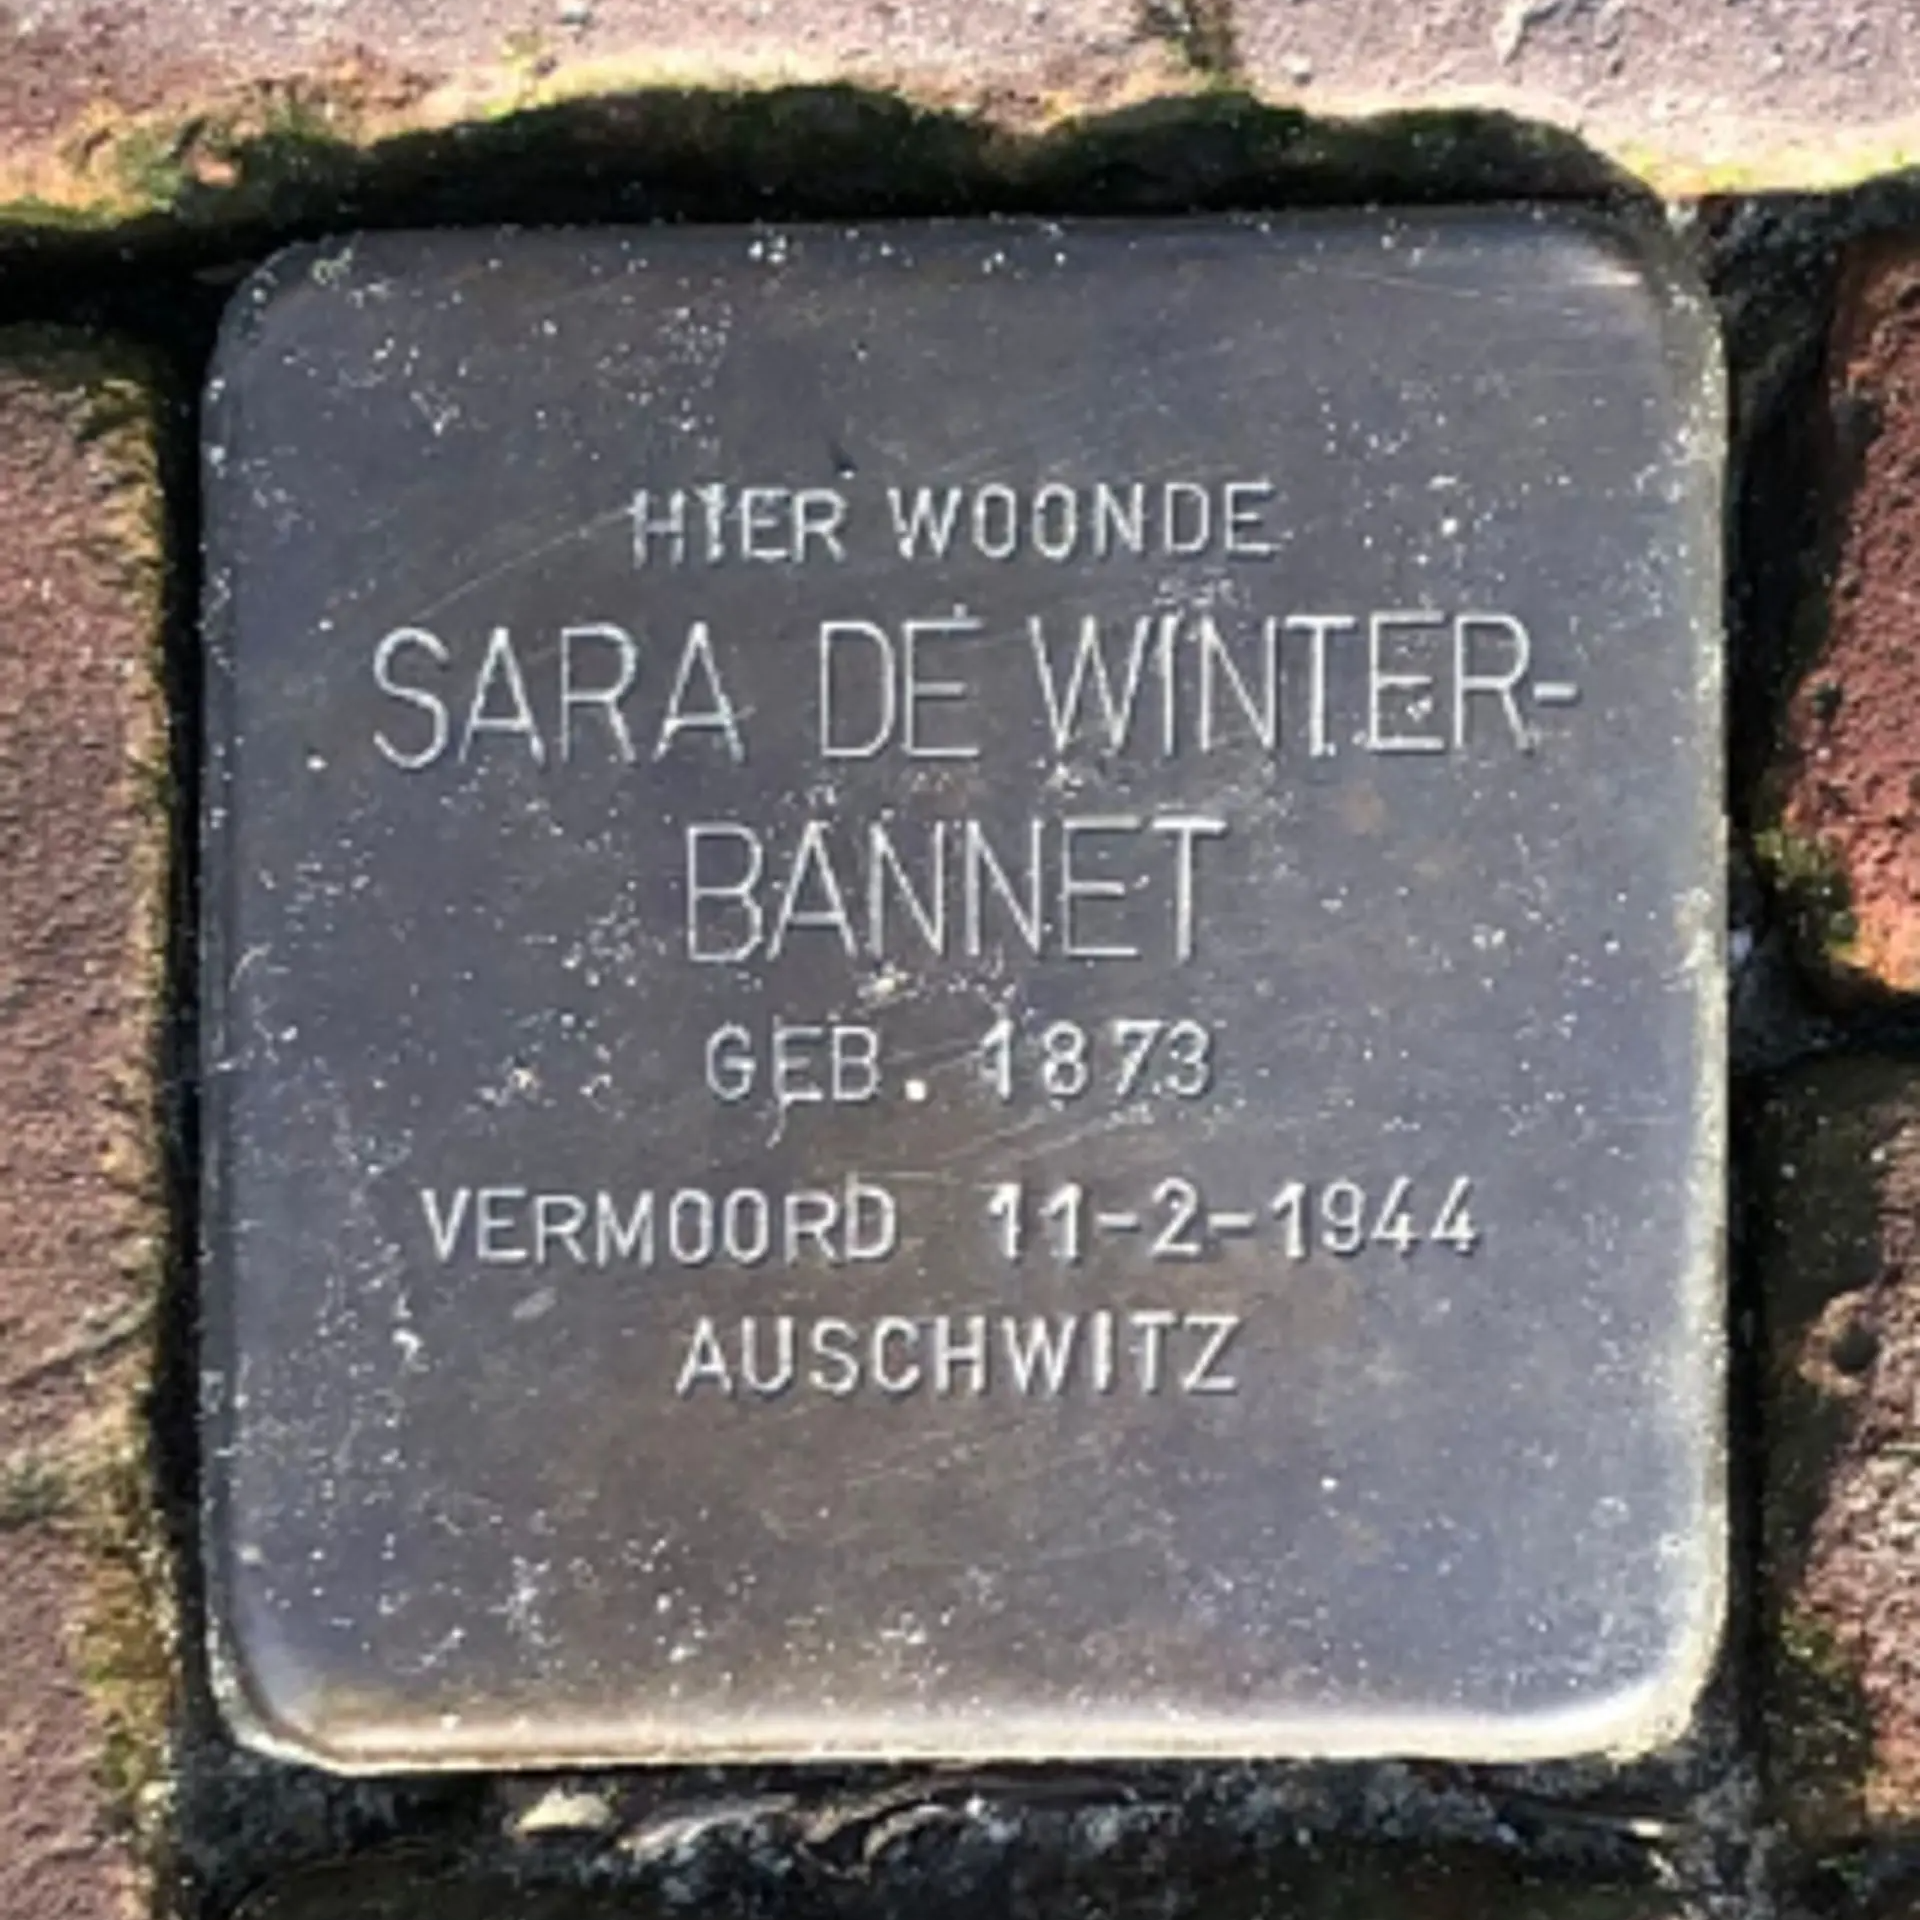 HIER WOONDE
SARA DE WINTER-
BANNET
GEB. 1873
VERMOORD 11-2-1944
AUSCHWITZ